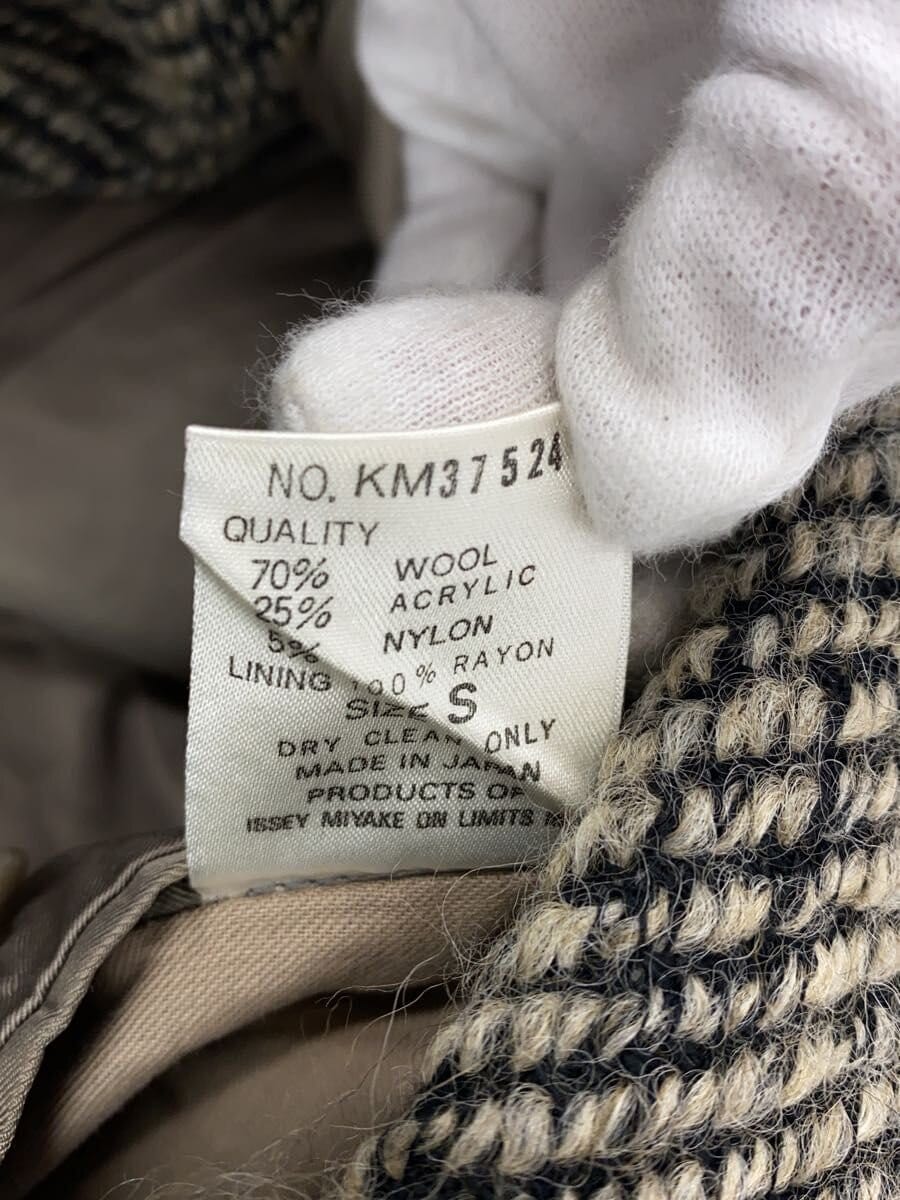 NO. KM37524
QUALITY
70% WOOL
25% ACRYLIC
5% NYLON
LINING 100% RAYON
SIZE S
DRY CLEAN ONLY
MADE IN JAPAN
PRODUCTS OF
ISSEY MIYAKE ON LIMITS